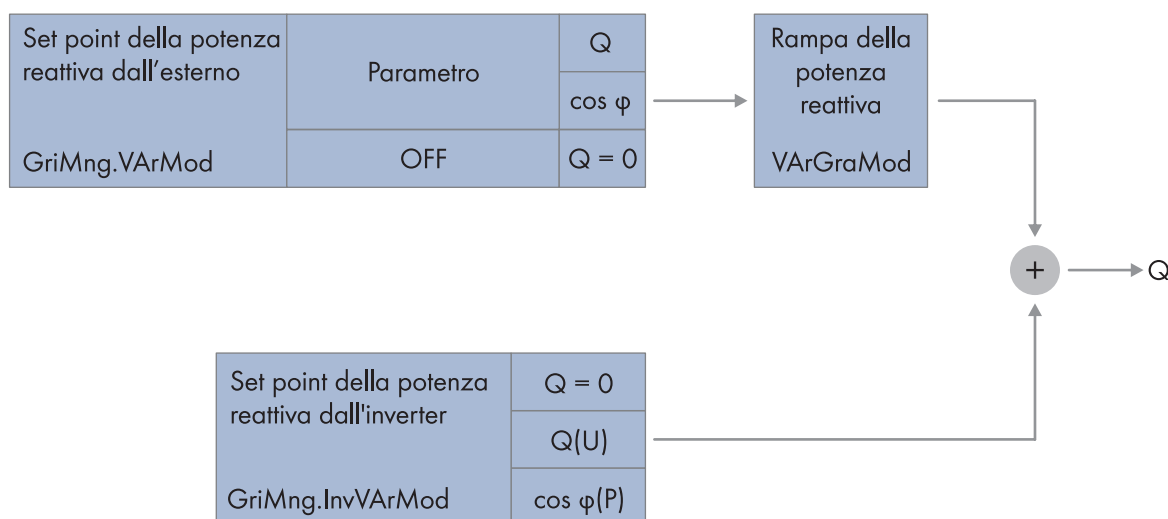 Set point della potenza
reattiva dall’esterno
GriMng.VArMod
Parametro
OFF
Q
cos φ
Q = 0
Rampa della
potenza
reattiva
VArGraMod
+
Q
Set point della potenza
reattiva dall'inverter
GriMng.InvVArMod
Q = 0
Q(U)
cos φ(P)